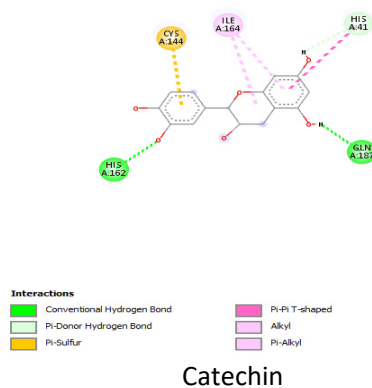 CYS
A:144
ILE
A:164
HIS
A:41
H
H
HIS
A:162
GLN
A:187
Interactions
Conventional Hydrogen Bond
Pi-Donor Hydrogen Bond
Pi-Sulfur
Pi-Pi T-shaped
Alkyl
Pi-Alkyl
Catechin